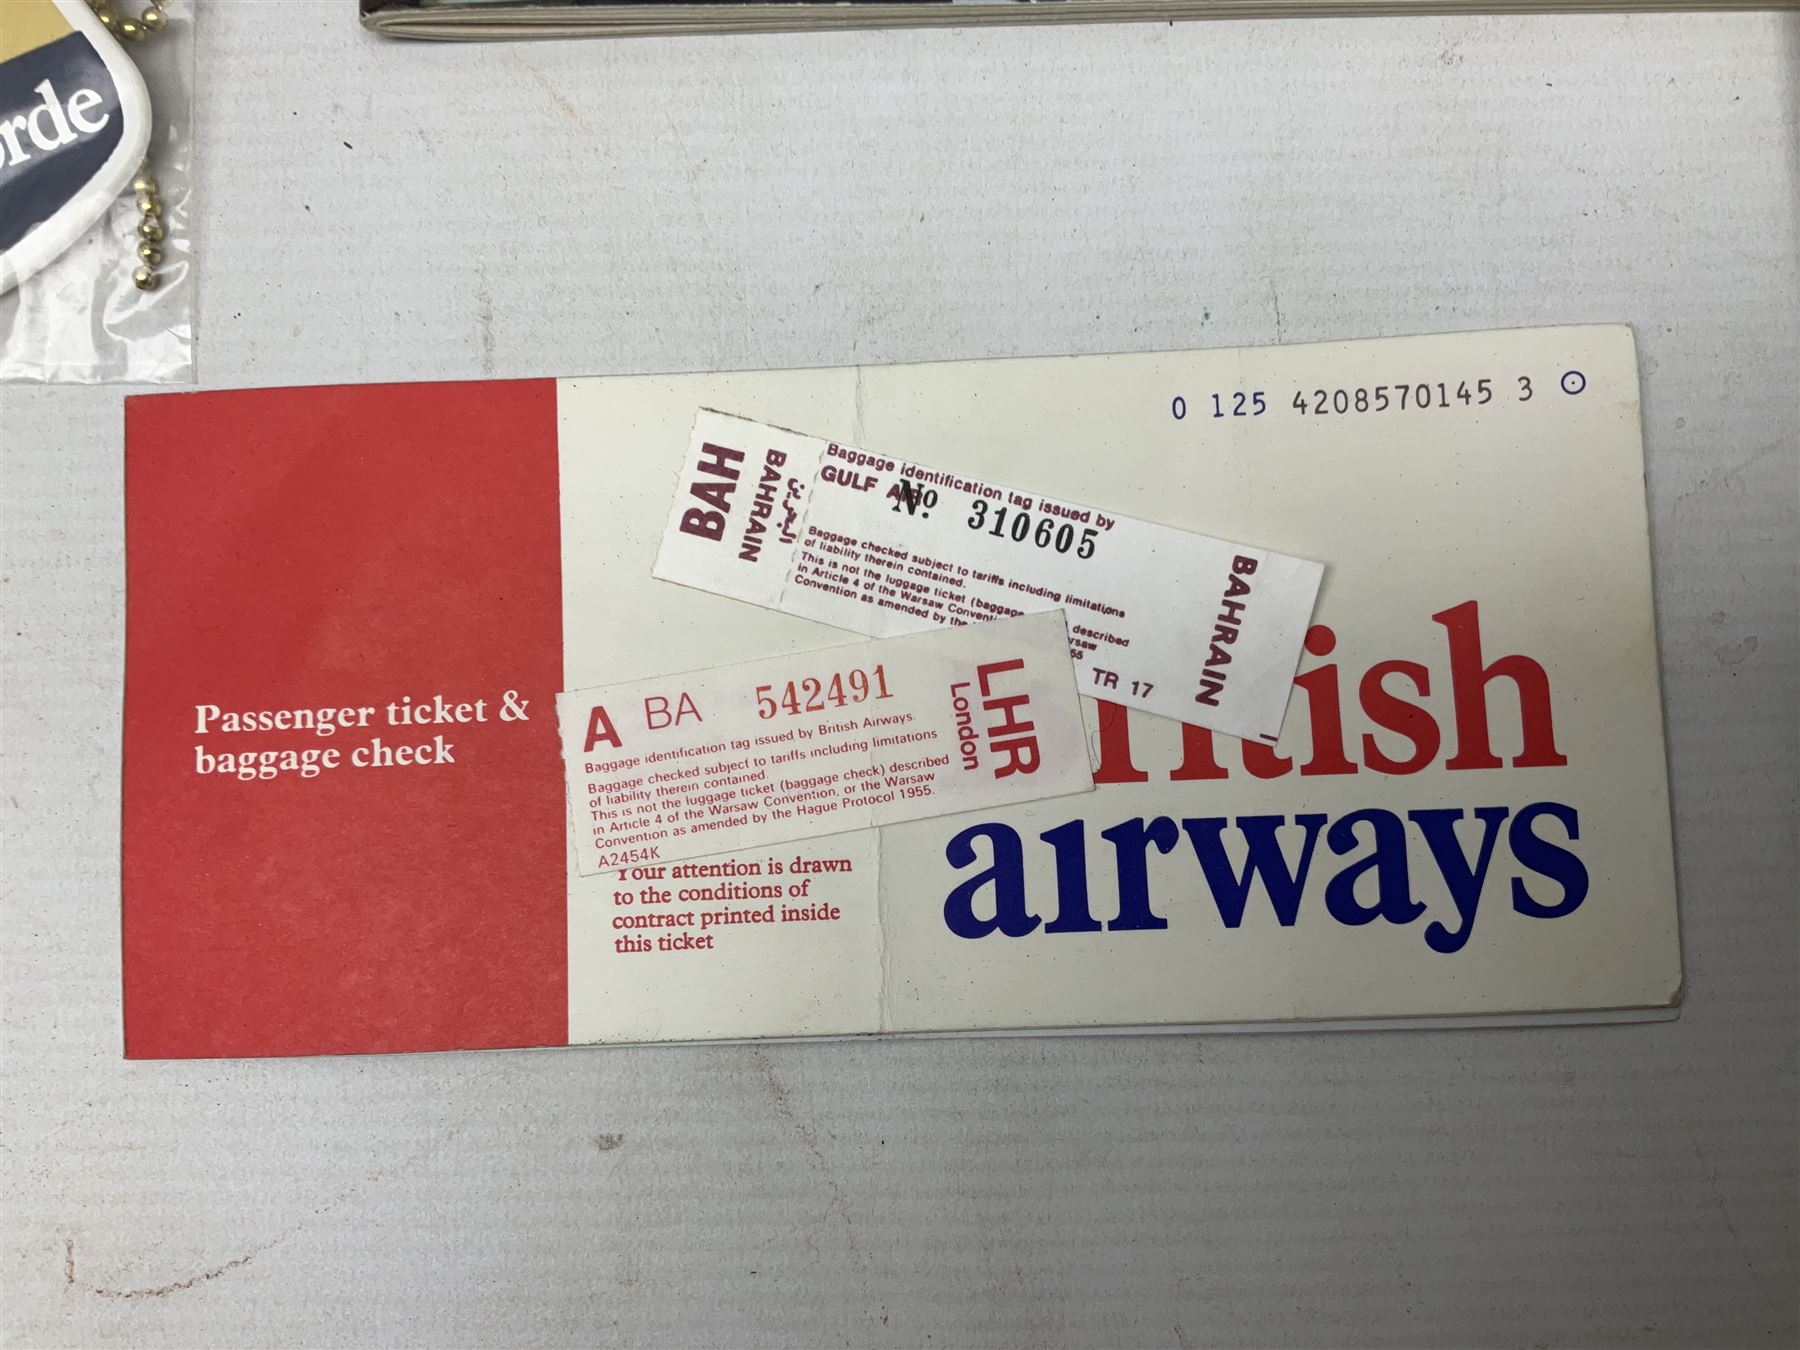 orde
0 125 4208570145 3
Passenger ticket &
baggage check
BAH
BAHRAIN
البحرين
Baggage identification tag issued by
GULF
No. 310605
Baggage checked subject to tariffs including limitations
of liability therein contained.
This is not the luggage ticket (baggage described
in Article 4 of the Warsaw
Convention as amended by the
TR 17
BAHRAIN
A BA 542491
Baggage identification tag issued by British Airways.
Baggage checked subject to tariffs including limitations
of liability therein contained.
This is not the luggage ticket (baggage check) described
in Article 4 of the Warsaw Convention, or the Warsaw
Convention as amended by the Hague Protocol 1955.
A2454K
LHR
London
Your attention is drawn
to the conditions of
contract printed inside
this ticket
British
airways